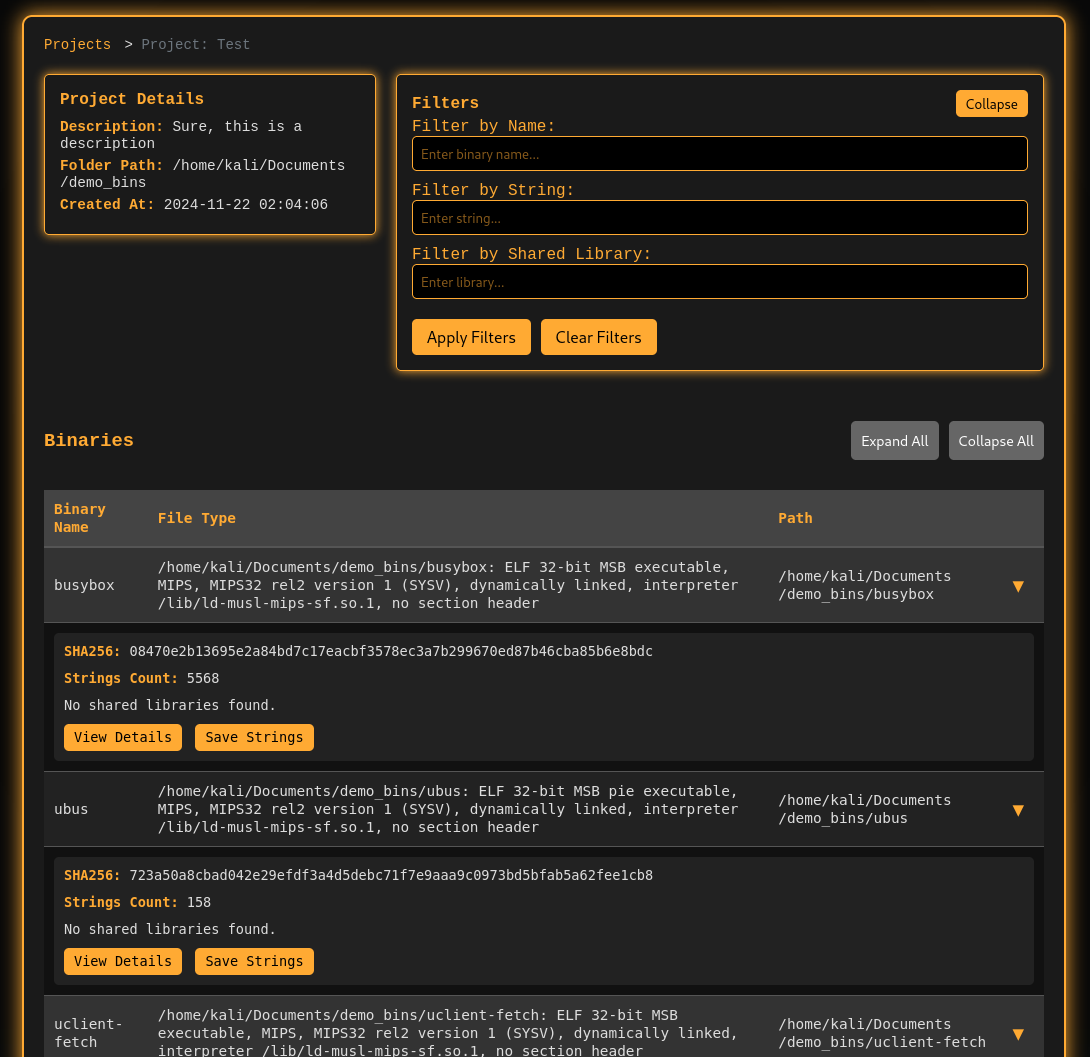 Projects > Project: Test
Project Details
Description: Sure, this is a
description
Folder Path: /home/kali/Documents
/demo_bins
Created At: 2024-11-22 02:04:06
Filters
Collapse
Filter by Name:
Enter binary name...
Filter by String:
Enter string...
Filter by Shared Library:
Enter library...
Apply Filters
Clear Filters
Binaries
Expand All
Collapse All
Binary
Name
File Type
Path
busybox
/home/kali/Documents/demo_bins/busybox: ELF 32-bit MSB executable,
MIPS, MIPS32 rel2 version 1 (SYSV), dynamically linked, interpreter
/lib/ld-musl-mips-sf.so.1, no section header
/home/kali/Documents
/demo_bins/busybox
▼
SHA256: 08470e2b13695e2a84bd7c17eacbf3578ec3a7b299670ed87b46cba85b6e8bdc
Strings Count: 5568
No shared libraries found.
View Details
Save Strings
ubus
/home/kali/Documents/demo_bins/ubus: ELF 32-bit MSB pie executable,
MIPS, MIPS32 rel2 version 1 (SYSV), dynamically linked, interpreter
/lib/ld-musl-mips-sf.so.1, no section header
/home/kali/Documents
/demo_bins/ubus
▼
SHA256: 723a50a8cbad042e29efdf3a4d5debc71f7e9aaa9c0973bd5bfab5a62fee1cb8
Strings Count: 158
No shared libraries found.
View Details
Save Strings
uclient-
fetch
/home/kali/Documents/demo_bins/uclient-fetch: ELF 32-bit MSB
executable, MIPS, MIPS32 rel2 version 1 (SYSV), dynamically linked,
interpreter /lib/ld-musl-mips-sf.so.1, no section header
/home/kali/Documents
/demo_bins/uclient-fetch
▼